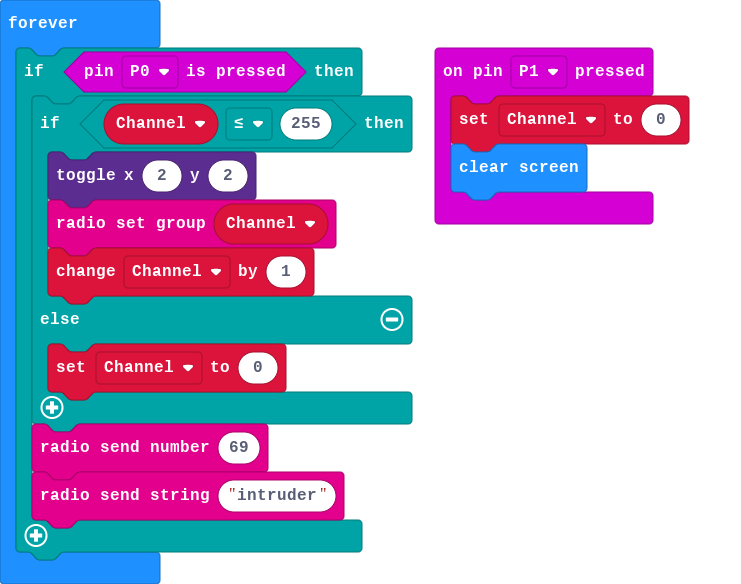 forever
if pin P0 is pressed then
if Channel ≤ 255 then
toggle x 2 y 2
radio set group Channel
change Channel by 1
else
set Channel to 0
radio send number 69
radio send string "intruder"
on pin P1 pressed
set Channel to 0
clear screen